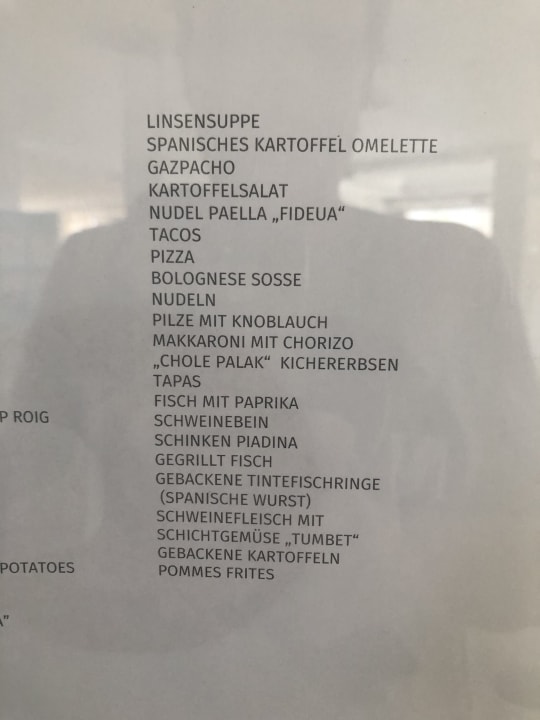 LINSENSUPPE
SPANISCHES KARTOFFEL OMELETTE
GAZPACHO
KARTOFFELSALAT
NUDEL PAELLA „FIDEUA“
TACOS
PIZZA
BOLOGNESE SOSSE
NUDELN
PILZE MIT KNOBLAUCH
MAKKARONI MIT CHORIZO
„CHOLE PALAK“ KICHERERBSEN
TAPAS
FISCH MIT PAPRIKA
P ROIG
SCHWEINEBEIN
SCHINKEN PIADINA
GEGRILLT FISCH
GEBACKENE TINTEFISCHRINGE
(SPANISCHE WURST)
SCHWEINEFLEISCH MIT
SCHICHTGEMÜSE „TUMBET“
GEBACKENE KARTOFFELN
POTATOES
POMMES FRITES